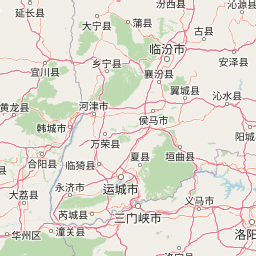 延长县
大宁县
蒲县
汾西县
古县
沁源县
临汾市
安泽县
宜川县
乡宁县
襄汾县
翼城县
沁水县
黄龙县
河津市
侯马市
韩城市
万荣县
阳城
合阳县
临猗县
夏县
垣曲县
大荔县
永济市
运城市
芮城县
三门峡市
义马市
华州区
潼关县
洛阳